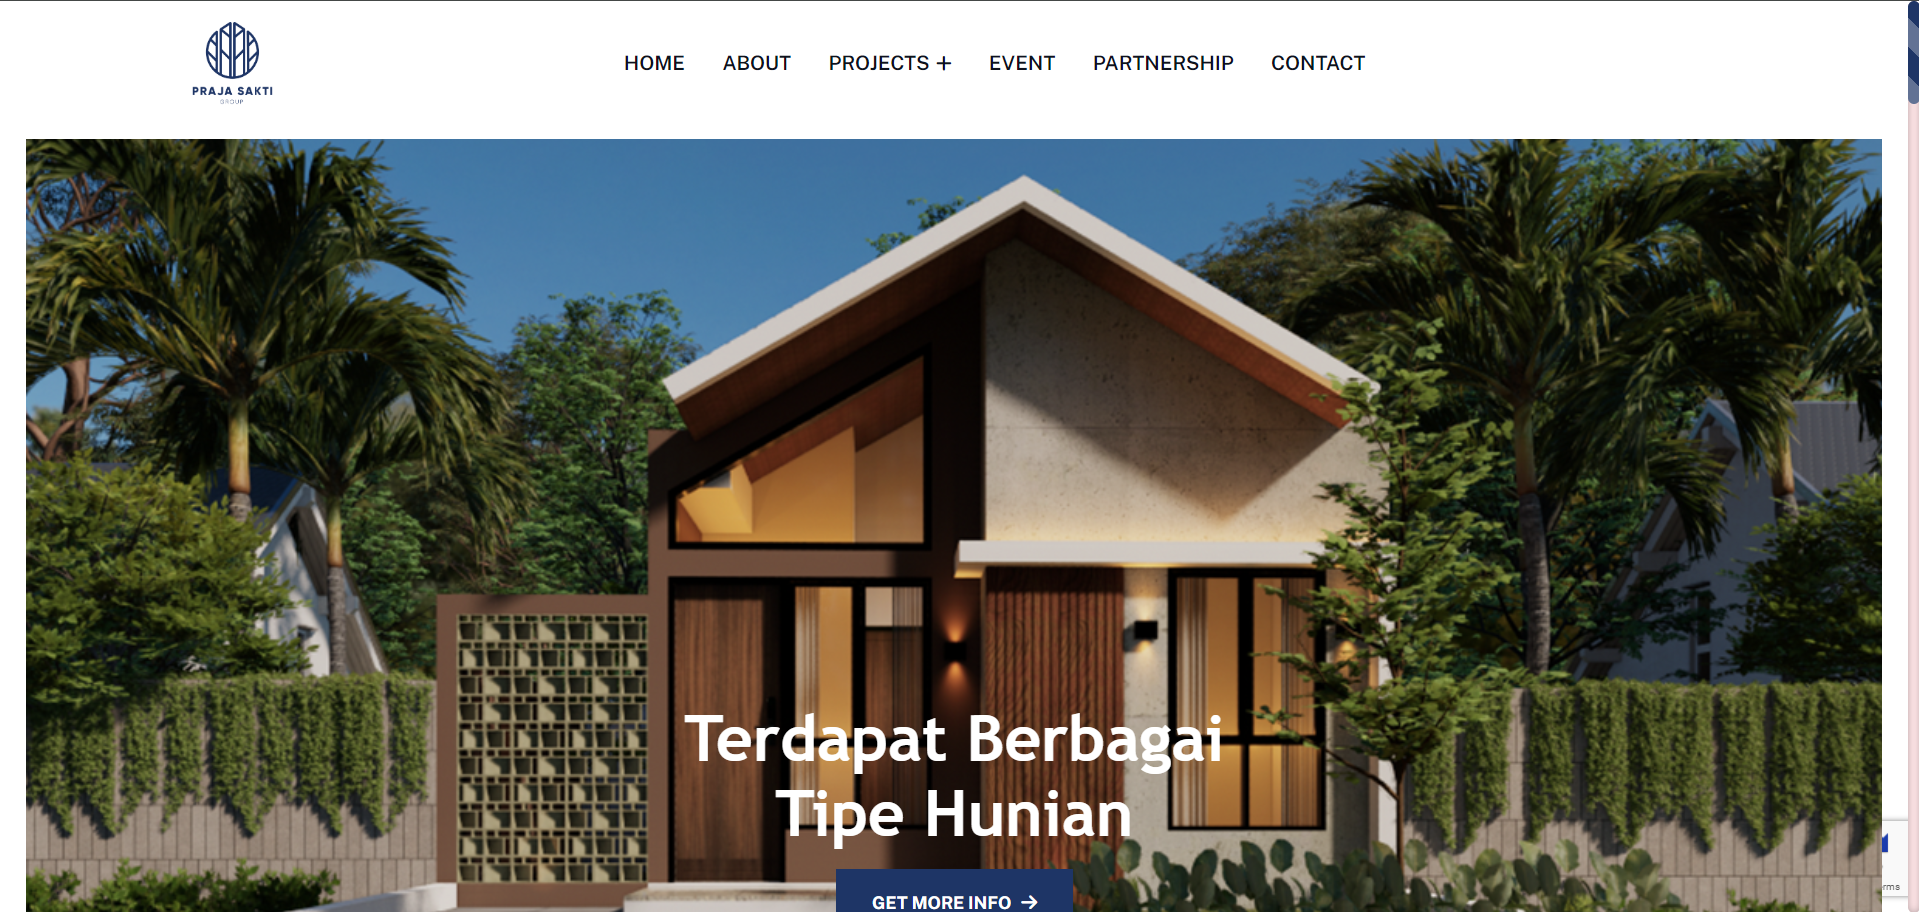 PRAJA SAKTI
GROUP
HOME ABOUT PROJECTS + EVENT PARTNERSHIP CONTACT
Terdapat Berbagai
Tipe Hunian
GET MORE INFO →